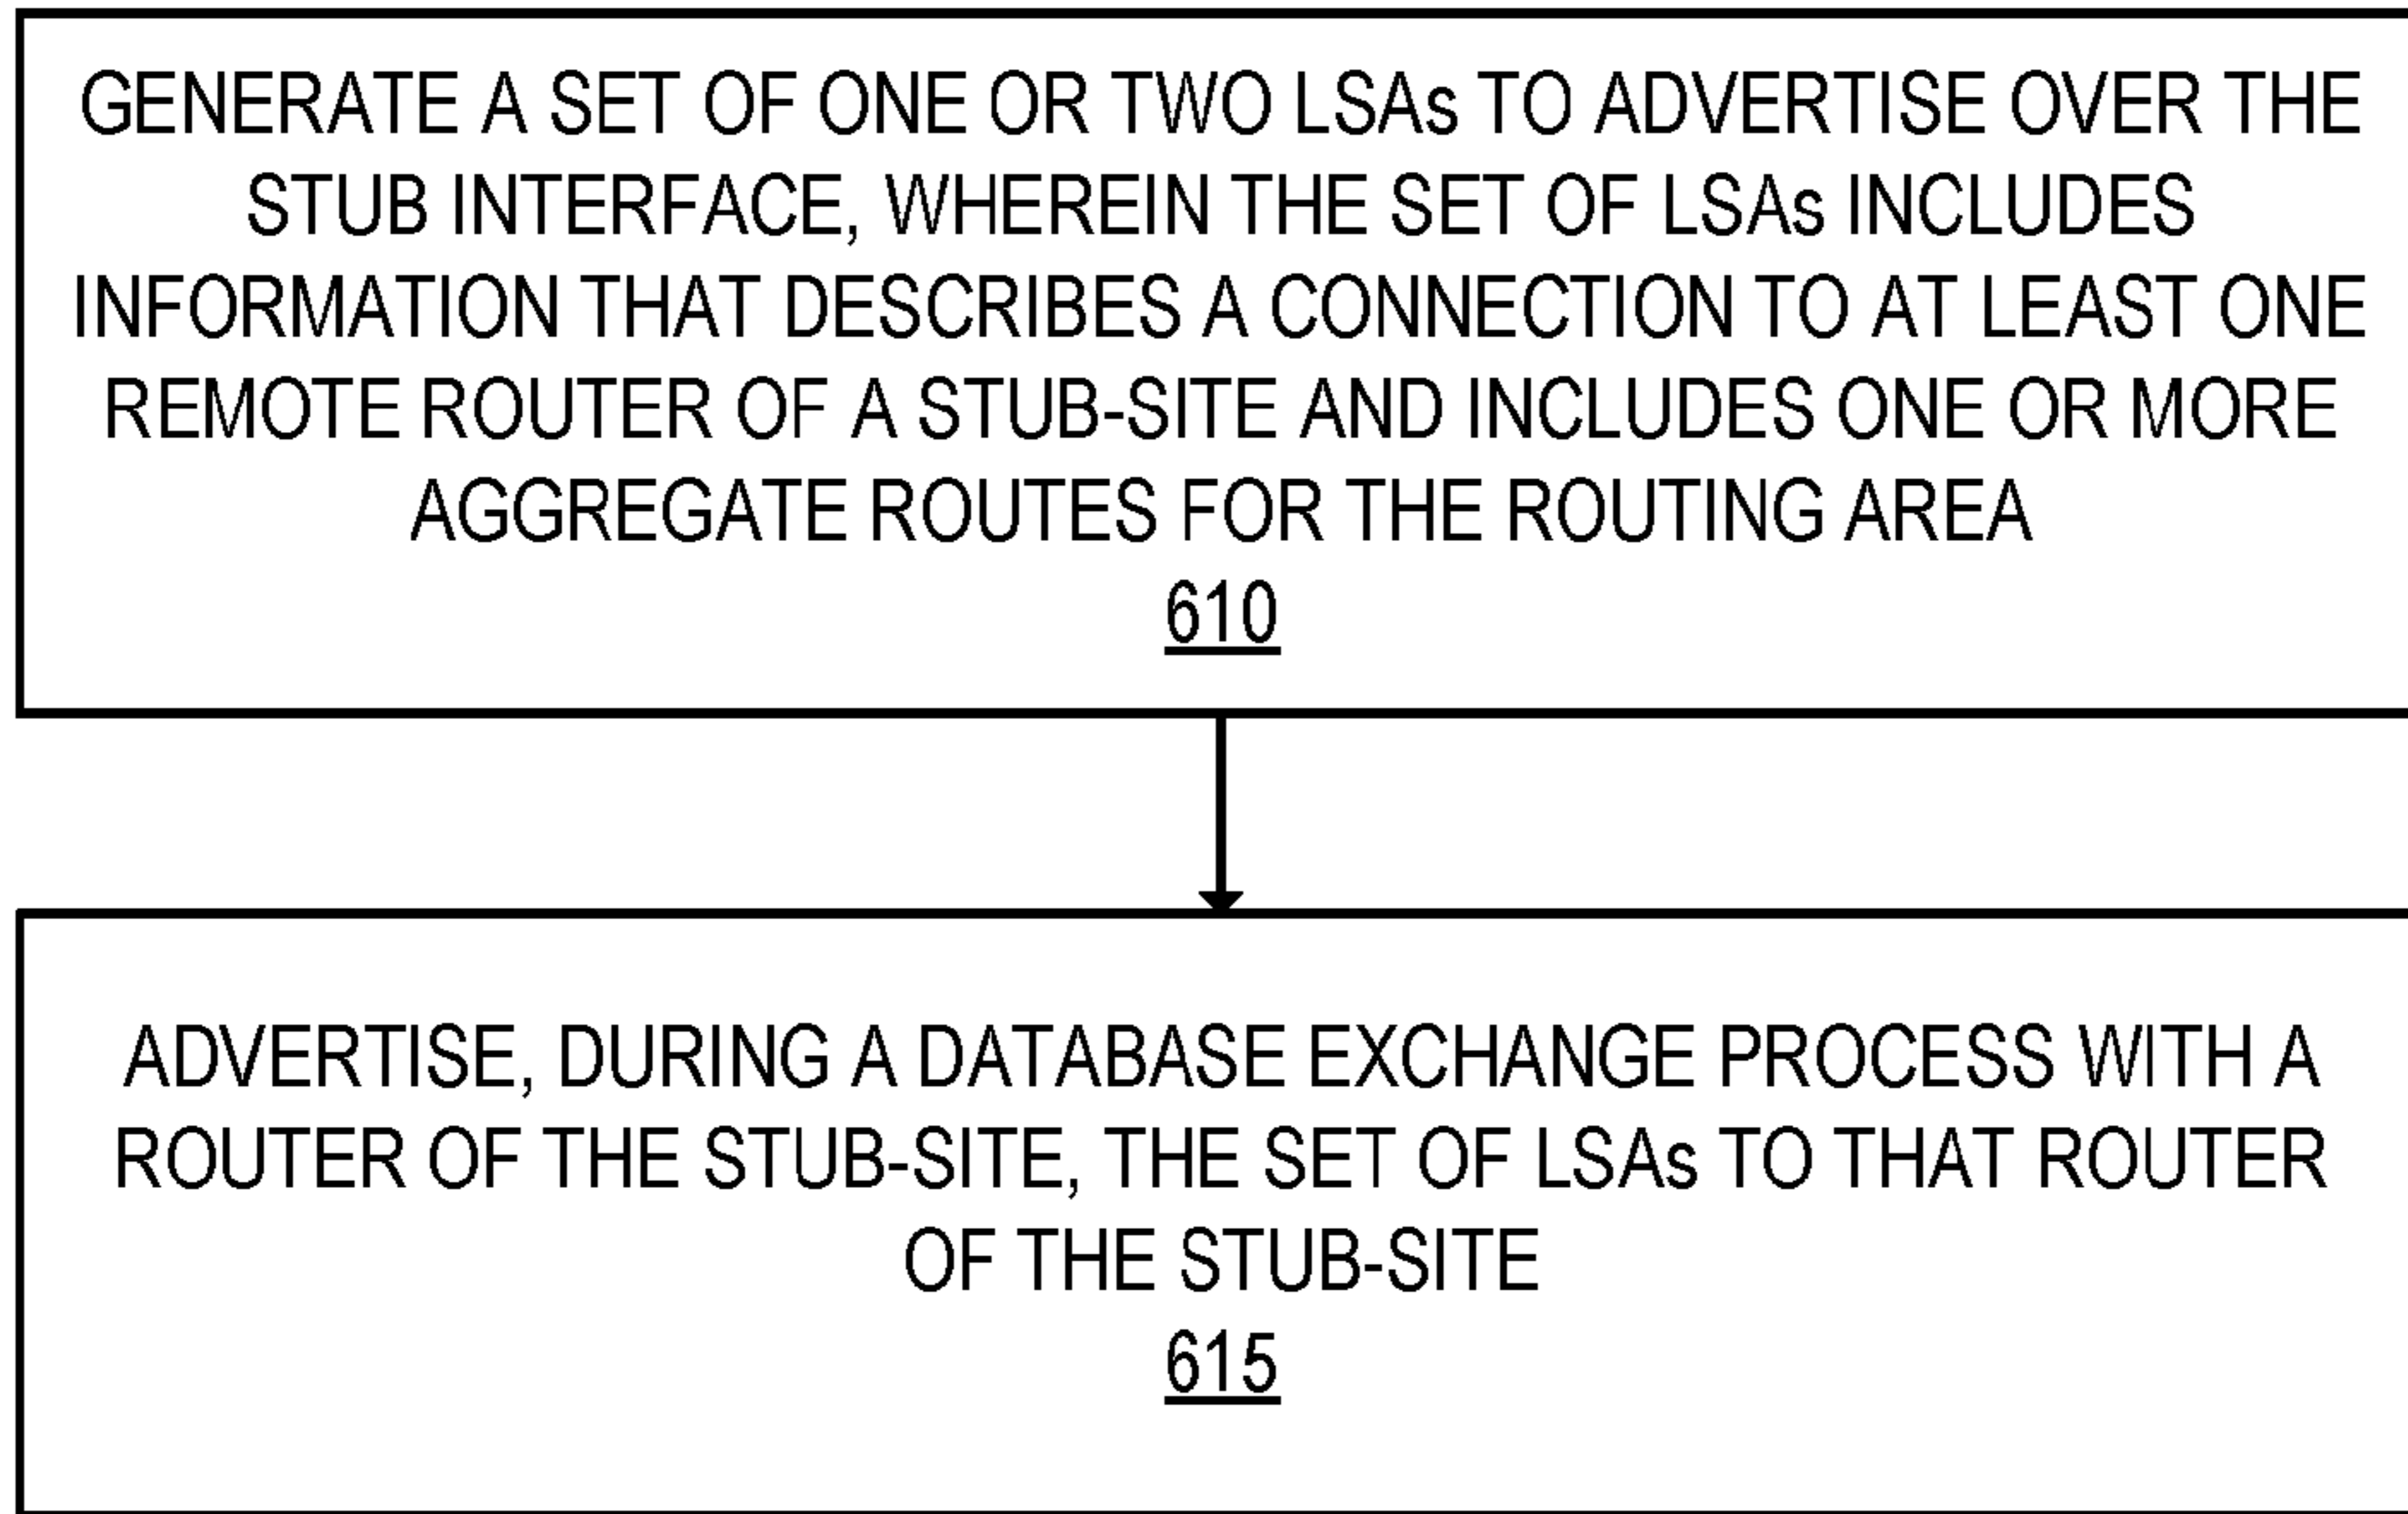 GENERATE A SET OF ONE OR TWO LSAs TO ADVERTISE OVER THE
STUB INTERFACE, WHEREIN THE SET OF LSAs INCLUDES
INFORMATION THAT DESCRIBES A CONNECTION TO AT LEAST ONE
REMOTE ROUTER OF A STUB-SITE AND INCLUDES ONE OR MORE
AGGREGATE ROUTES FOR THE ROUTING AREA
610
ADVERTISE, DURING A DATABASE EXCHANGE PROCESS WITH A
ROUTER OF THE STUB-SITE, THE SET OF LSAs TO THAT ROUTER
OF THE STUB-SITE
615